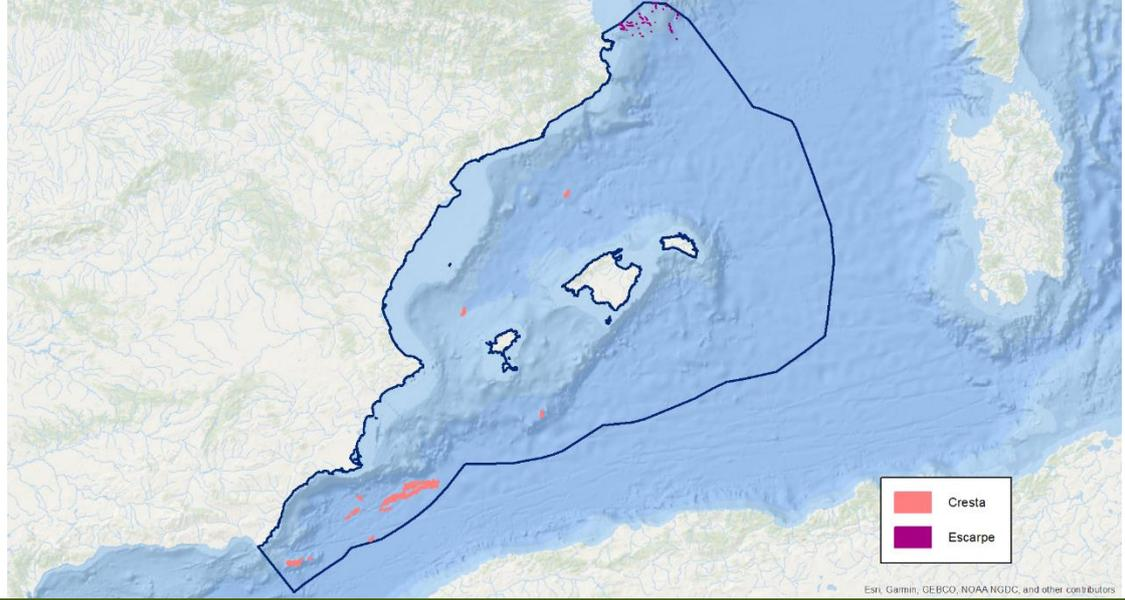 Cresta
Escarpe
Esri, Garmin, GEBCO, NOAA NGDC, and other contributors